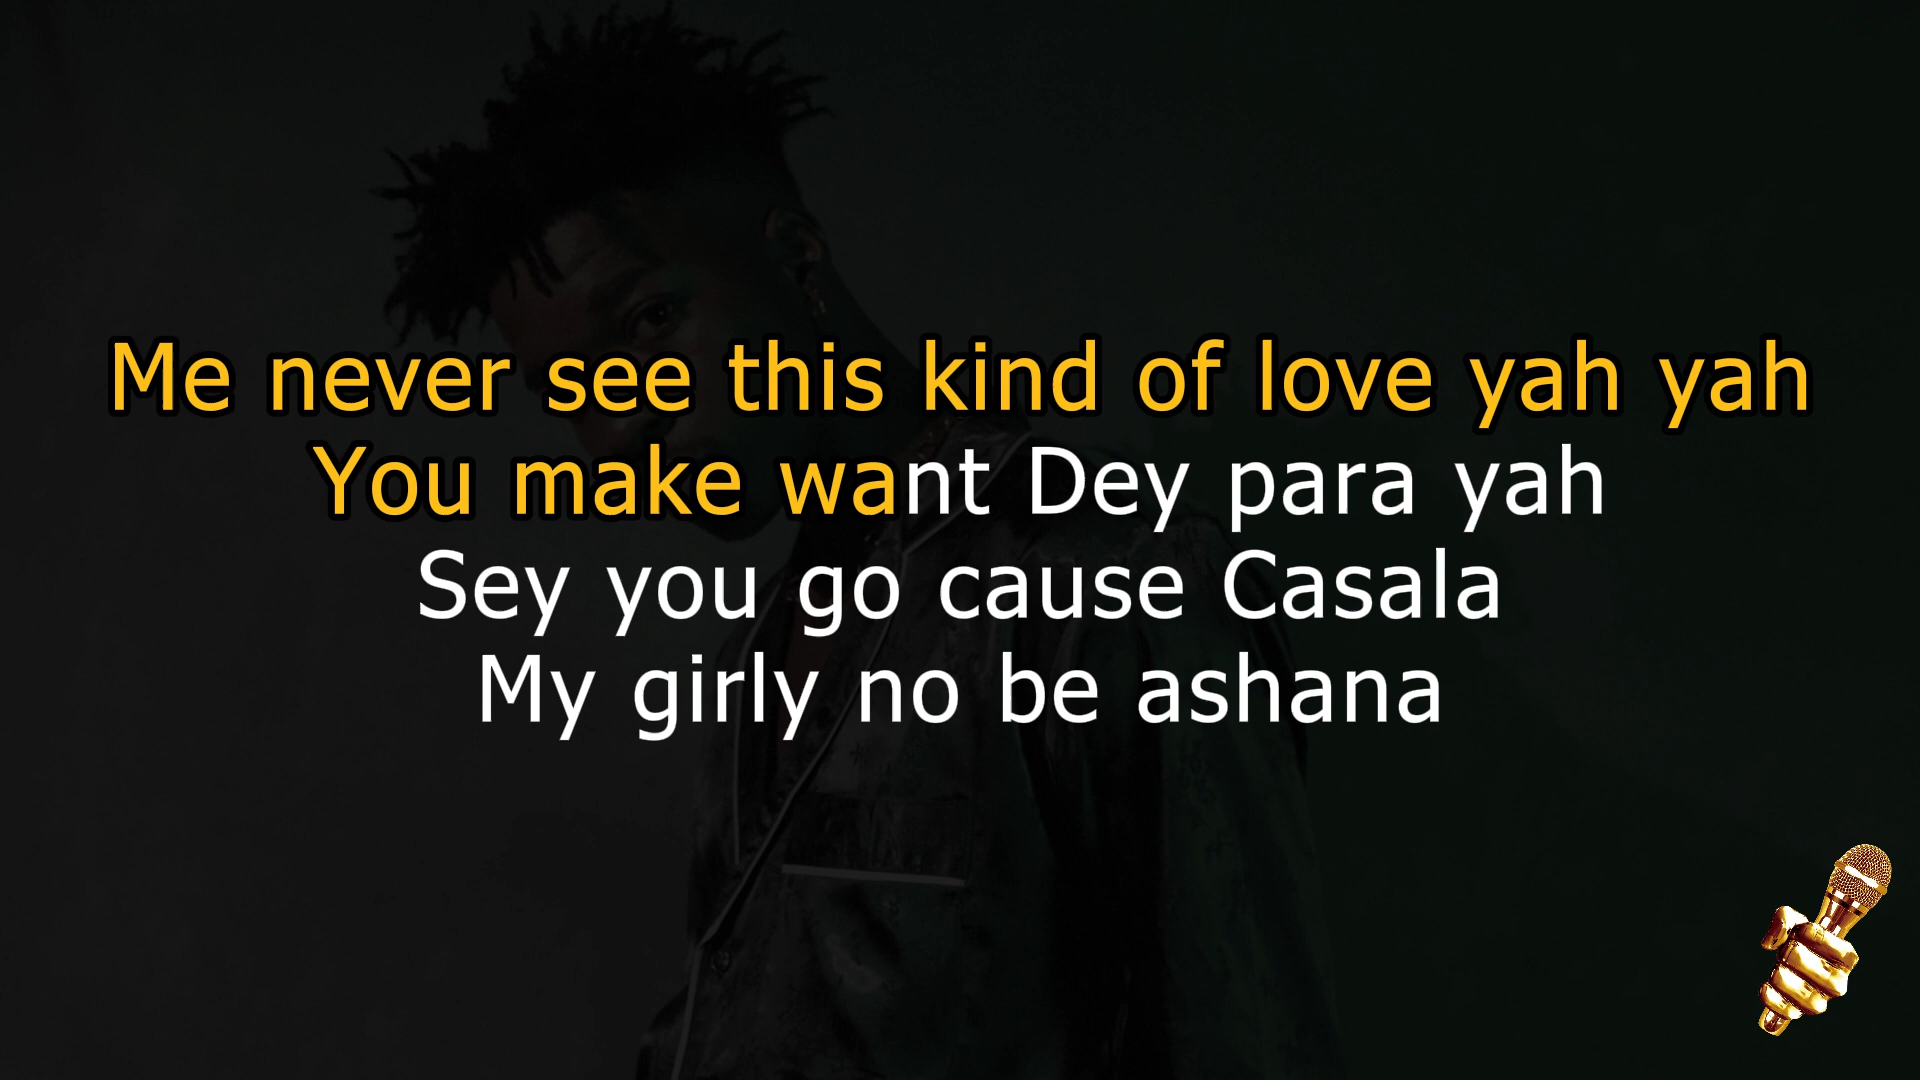 Me never see this kind of love yah yah
You make want Dey para yah
Sey you go cause Casala
My girly no be ashana